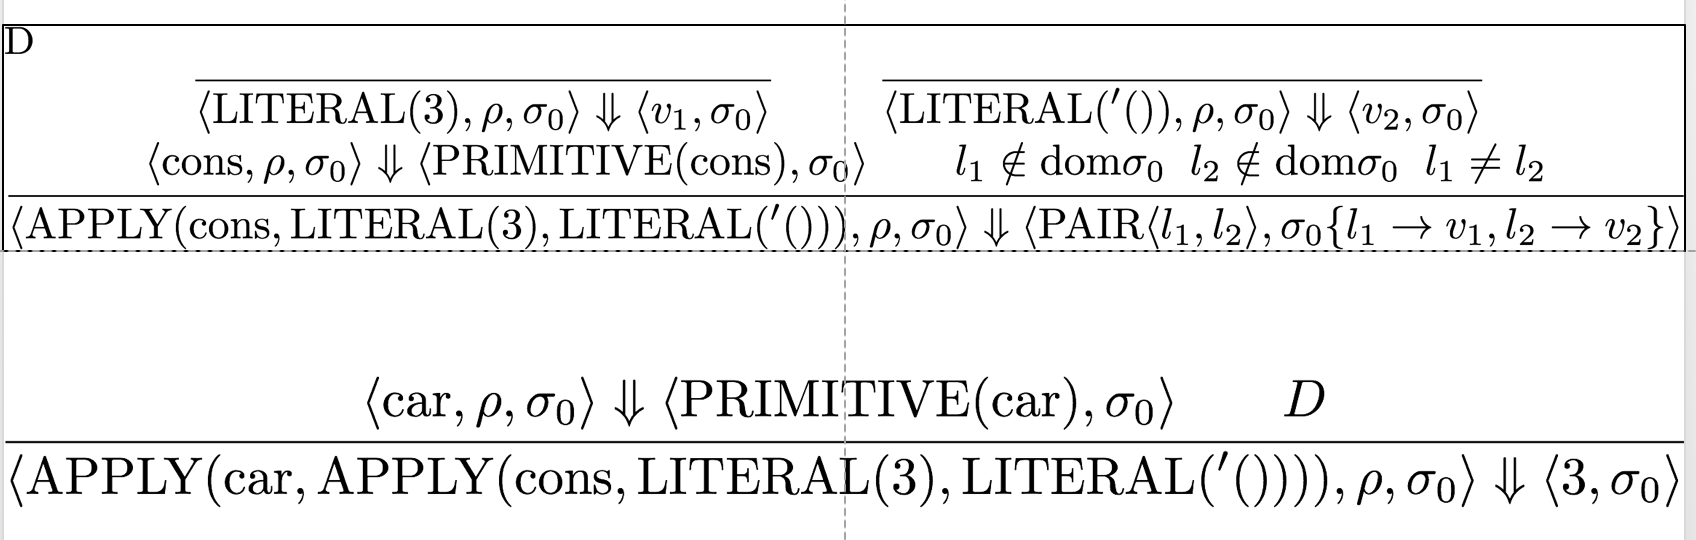 D
⟨LITERAL(3), ρ, σ₀⟩ ⇓ ⟨v₁, σ₀⟩ ⟨LITERAL(′()), ρ, σ₀⟩ ⇓ ⟨v₂, σ₀⟩
⟨cons, ρ, σ₀⟩ ⇓ ⟨PRIMITIVE(cons), σ₀⟩ l₁ ∉ domσ₀ l₂ ∉ domσ₀ l₁ ≠ l₂
⟨APPLY(cons, LITERAL(3), LITERAL(′())), ρ, σ₀⟩ ⇓ ⟨PAIR⟨l₁, l₂⟩, σ₀{l₁ → v₁, l₂ → v₂}⟩
⟨car, ρ, σ₀⟩ ⇓ ⟨PRIMITIVE(car), σ₀⟩ D
⟨APPLY(car, APPLY(cons, LITERAL(3), LITERAL(′()))), ρ, σ₀⟩ ⇓ ⟨3, σ₀⟩